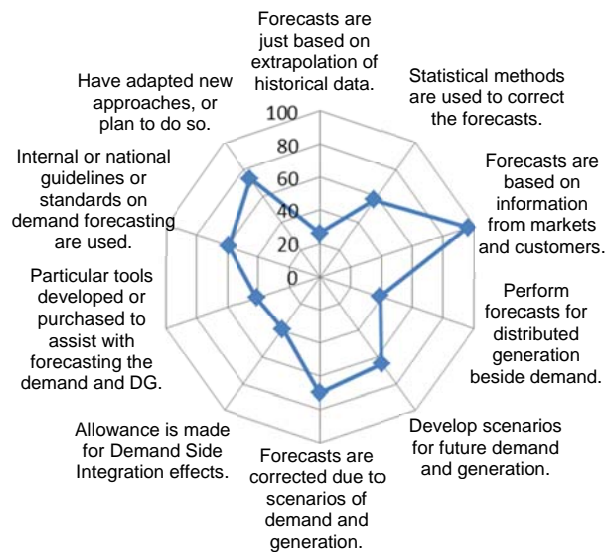 Forecasts are
just based on
extrapolation of
historical data.
Statistical methods
are used to correct
the forecasts.
Forecasts are
based on
information
from markets
and customers.
Perform
forecasts for
distributed
generation
beside demand.
Develop scenarios
for future demand
and generation.
Forecasts are
corrected due to
scenarios of
demand and
generation.
Allowance is made
for Demand Side
Integration effects.
Particular tools
developed or
purchased to
assist with
forecasting the
demand and DG.
Internal or national
guidelines or
standards on
demand forecasting
are used.
Have adapted new
approaches, or
plan to do so.
100
80
60
40
20
0